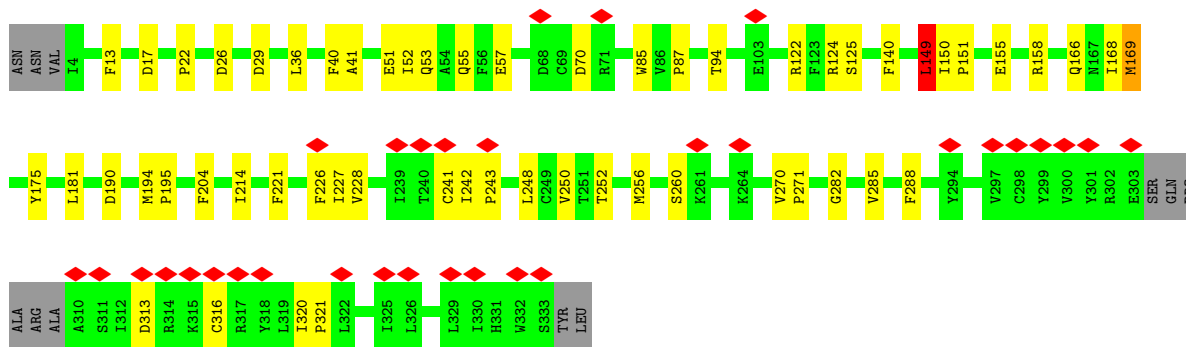 ASN ASN VAL I4 F13 D17 P22 D26 D29 L36 F40 A41 E51 I52 Q53 A54 Q55 F56 E57 D68 C69 D70 R71 W85 V86 P87 T94 E103 R122 F123 R124 S125 F140 L149 I150 P151 E155 R158 Q166 N167 I168 M169
Y175 L181 D190 M194 P195 F204 I214 F221 F226 I227 V228 I239 T240 C241 I242 P243 L248 C249 V250 T251 T252 M256 S260 K261 K264 V270 P271 G282 V285 F288 Y294 V297 C298 Y299 V300 Y301 R302 E303 SER GLN
ALA ARG ALA A310 S311 I312 D313 R314 K315 C316 R317 Y318 L319 I320 P321 L322 I325 L326 L329 I330 H331 W332 S333 TYR LEU